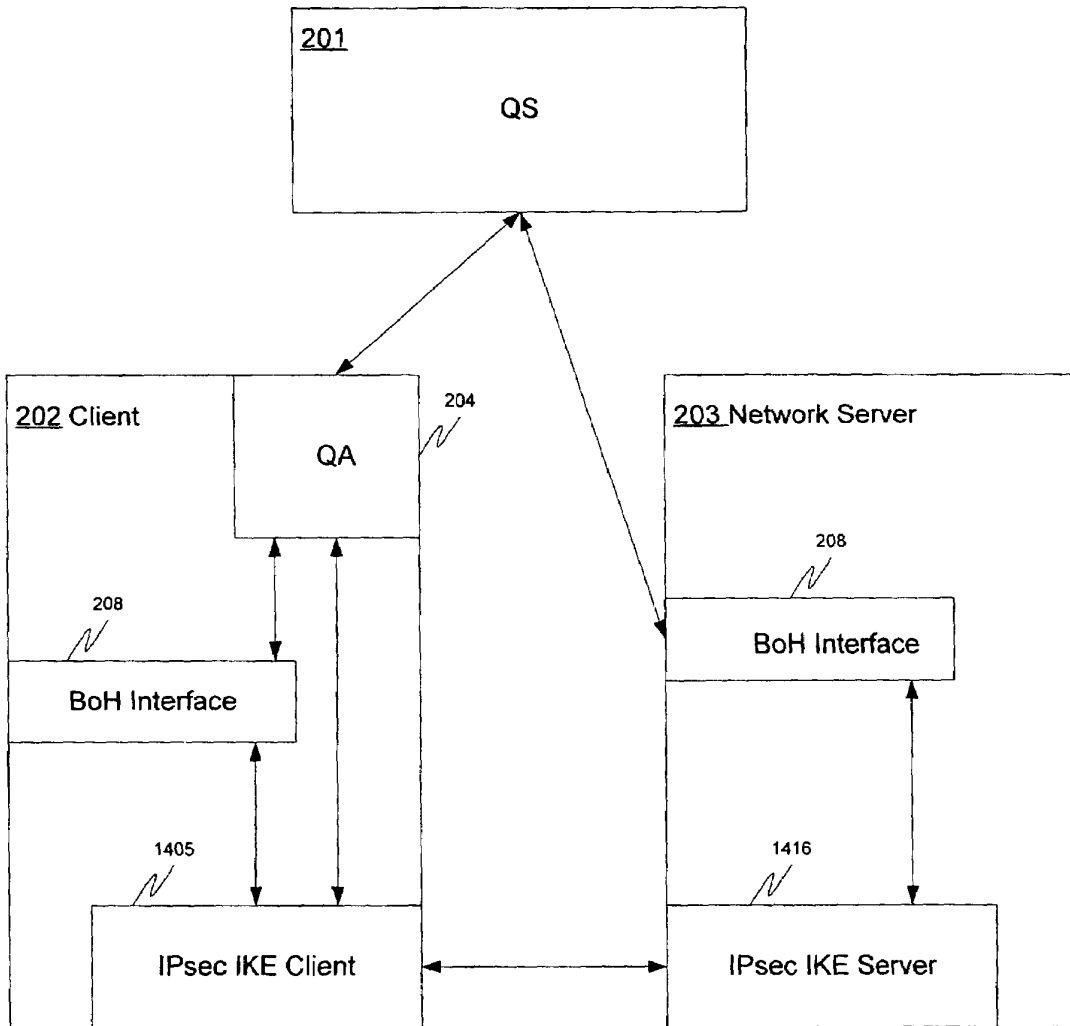 201
QS
202 Client
204
QA
203 Network Server
208
BoH Interface
208
BoH Interface
1405
IPsec IKE Client
1416
IPsec IKE Server